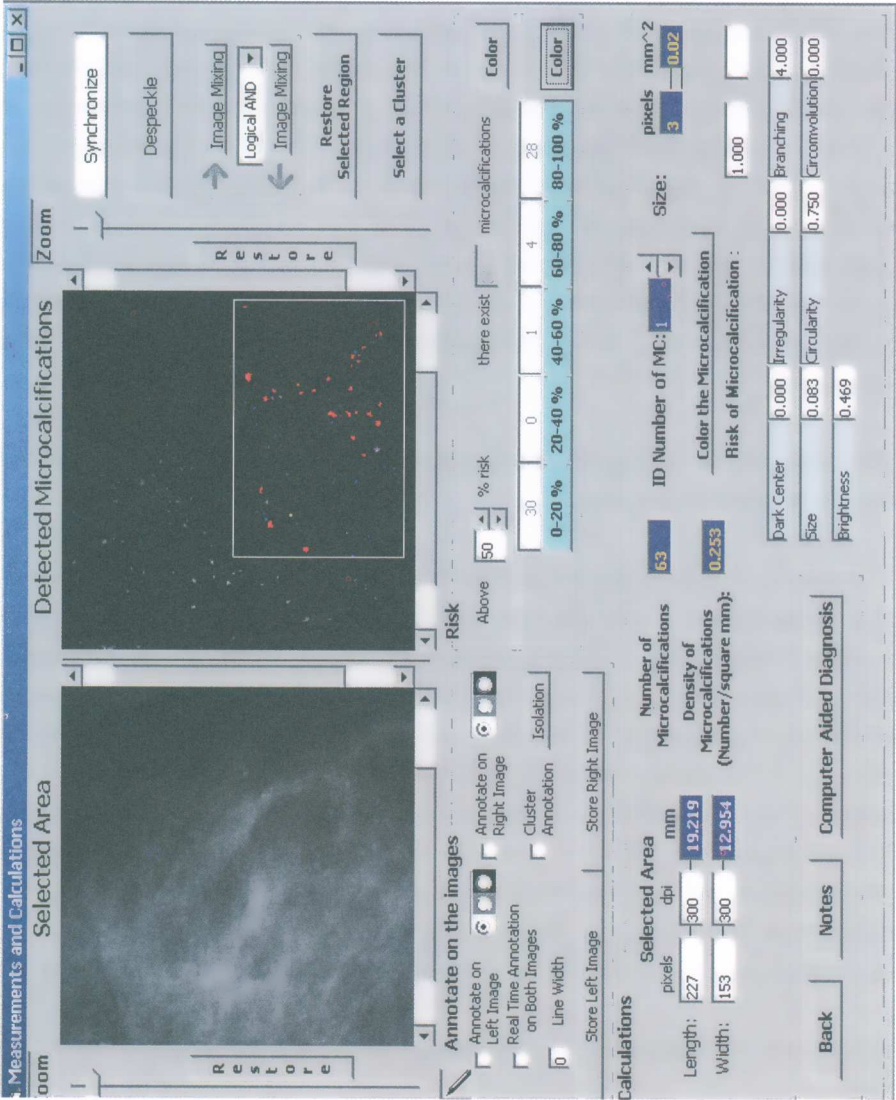 Measurements and Calculations
Selected Area
Detected Microcalcifications
Zoom
Restore
Restore
Synchronize
Despeckle
Image Mixing
Logical AND
Image Mixing
Restore
Selected Region
Select a Cluster
Annotate on the images
Annotate on
Left Image
Annotate on
Right Image
Real Time Annotation
on Both Images
Cluster
Annotation
Isolation
0 Line Width
Store Left Image
Store Right Image
Risk
Above 50 % risk there exist microcalcifications Color
30 0 1 4 28
0-20 % 20-40 % 40-60 % 60-80 % 80-100 % Color
Calculations
Selected Area
pixels dpi mm
Length: 227 300 19.219
Width: 153 300 12.954
Number of
Microcalcifications 63
Density of
Microcalcifications
(Number/square mm): 0.253
ID Number of MC: 1
Size: pixels mm^2
3 0.02
Color the Microcalcification
Risk of Microcalcification : 1.000
Dark Center 0.000 Irregularity 0.000 Branching 4.000
Size 0.083 Circularity 0.750 Circomvolution 0.000
Brightness 0.469
Back
Notes
Computer Aided Diagnosis